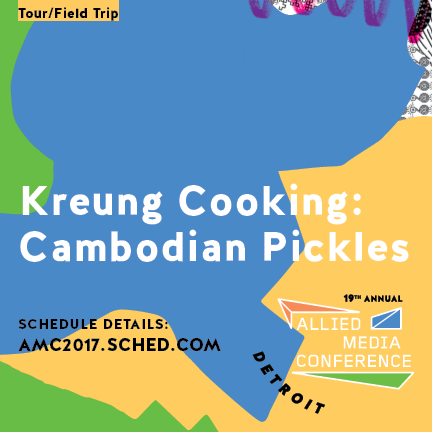 Tour/Field Trip
Kreung Cooking:
Cambodian Pickles
19TH ANNUAL
ALLIED
MEDIA
CONFERENCE
SCHEDULE DETAILS:
AMC2017.SCHED.COM
DETROIT